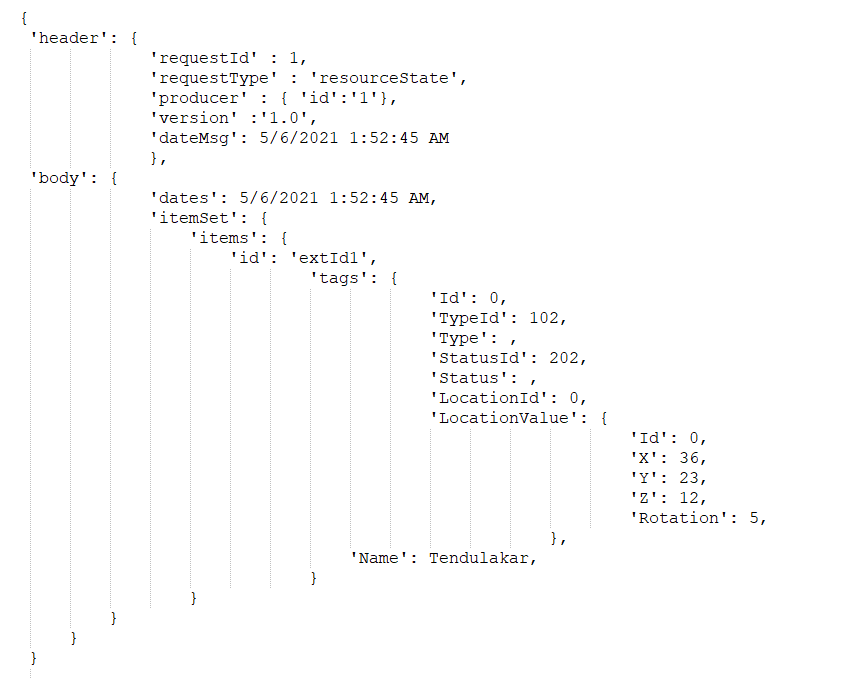 {
'header': {
'requestId' : 1,
'requestType' : 'resourceState',
'producer' : { 'id':'1'},
'version' :'1.0',
'dateMsg': 5/6/2021 1:52:45 AM
},
'body': {
'dates': 5/6/2021 1:52:45 AM,
'itemSet': {
'items': {
'id': 'extId1',
'tags': {
'Id': 0,
'TypeId': 102,
'Type': ,
'StatusId': 202,
'Status': ,
'LocationId': 0,
'LocationValue': {
'Id': 0,
'X': 36,
'Y': 23,
'Z': 12,
'Rotation': 5,
},
'Name': Tendulakar,
}
}
}
}
}